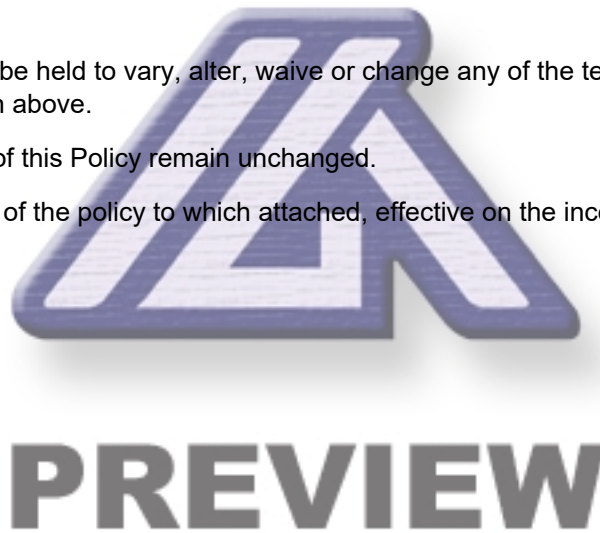 be held to vary, alter, waive or change any of the te
above.
of this Policy remain unchanged.
of the policy to which attached, effective on the inc
PREVIEW